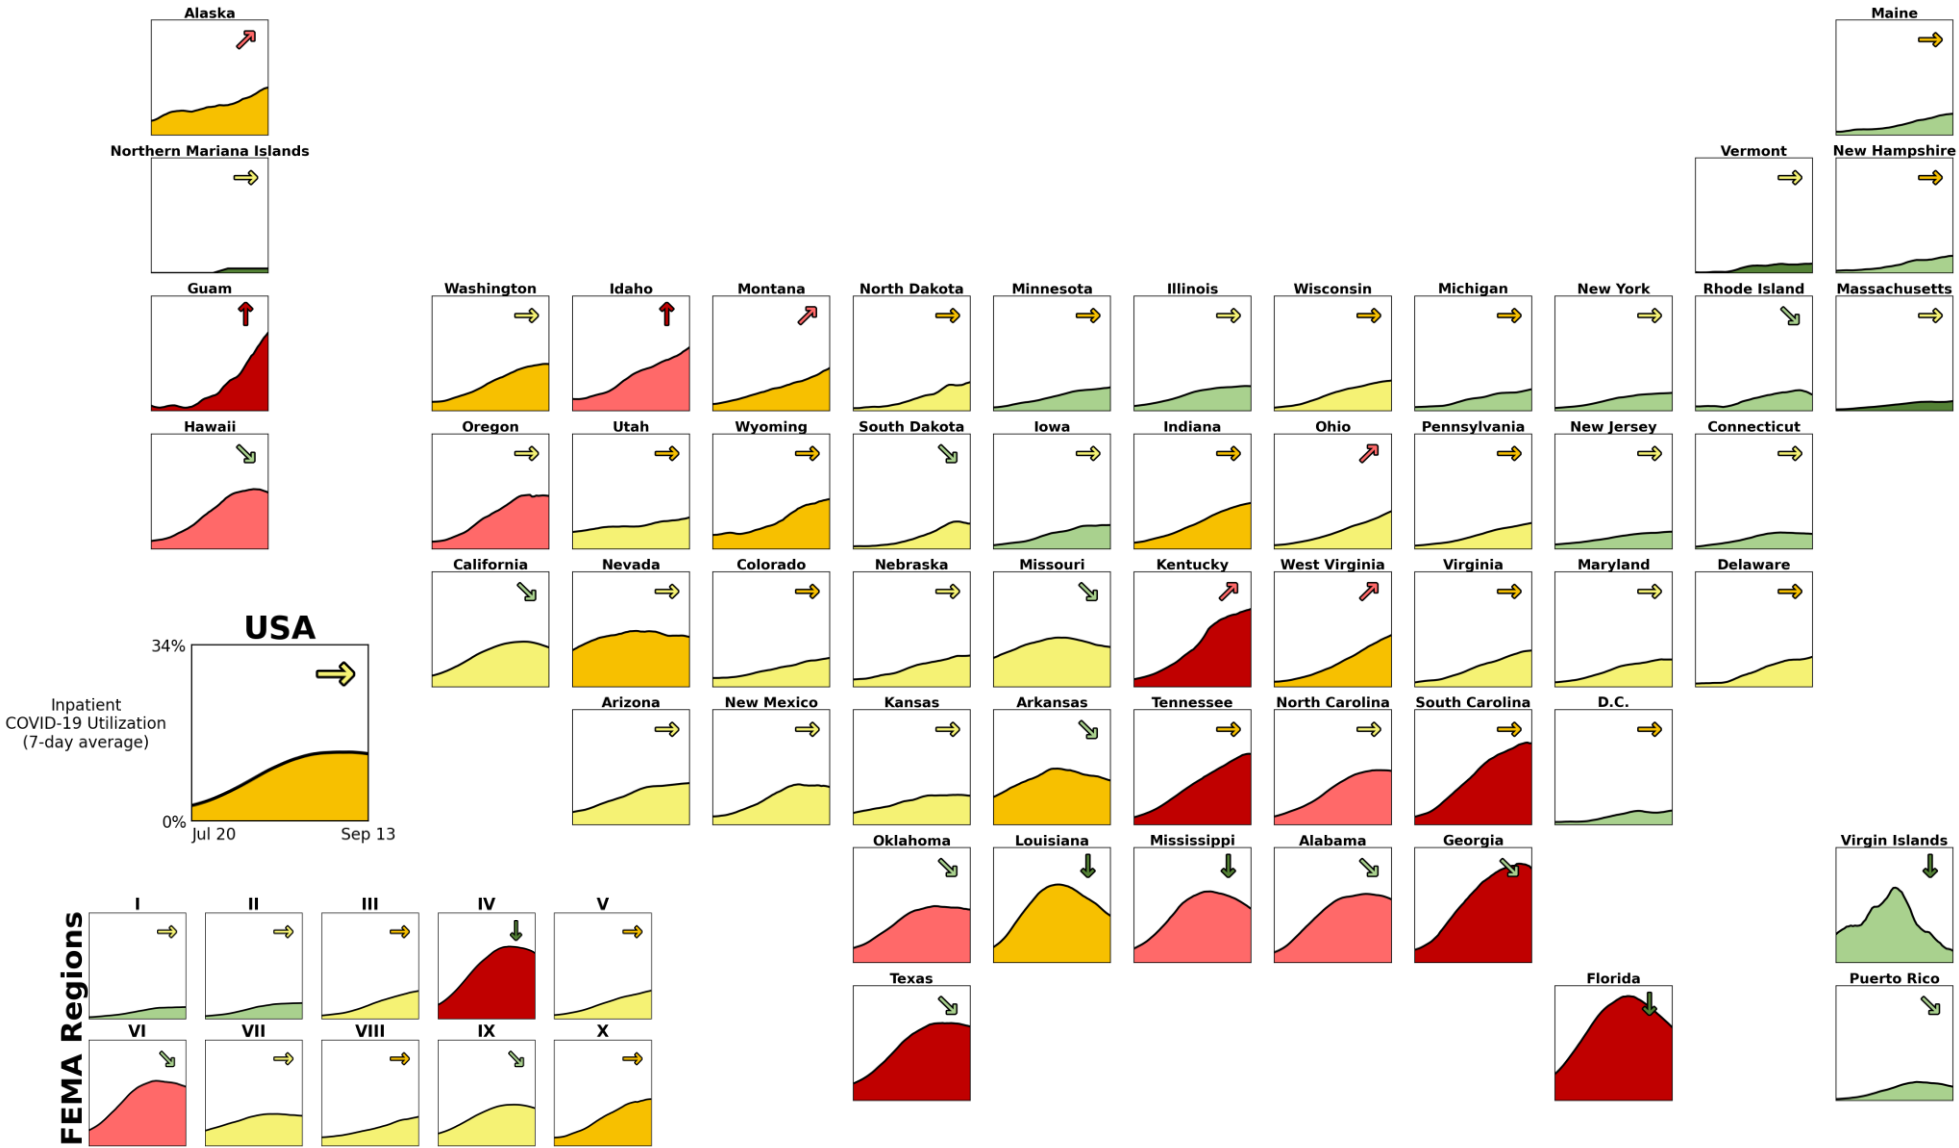 Alaska
Maine
Northern Mariana Islands
Vermont
New Hampshire
Guam
Washington
Idaho
Montana
North Dakota
Minnesota
Illinois
Wisconsin
Michigan
New York
Rhode Island
Massachusetts
Hawaii
Oregon
Utah
Wyoming
South Dakota
Iowa
Indiana
Ohio
Pennsylvania
New Jersey
Connecticut
California
Nevada
Colorado
Nebraska
Missouri
Kentucky
West Virginia
Virginia
Maryland
Delaware
USA
34%
Inpatient
COVID-19 Utilization
(7-day average)
0%
Jul 20
Sep 13
Arizona
New Mexico
Kansas
Arkansas
Tennessee
North Carolina
South Carolina
D.C.
Oklahoma
Louisiana
Mississippi
Alabama
Georgia
Virgin Islands
Texas
Florida
Puerto Rico
FEMA Regions
I
II
III
IV
V
VI
VII
VIII
IX
X